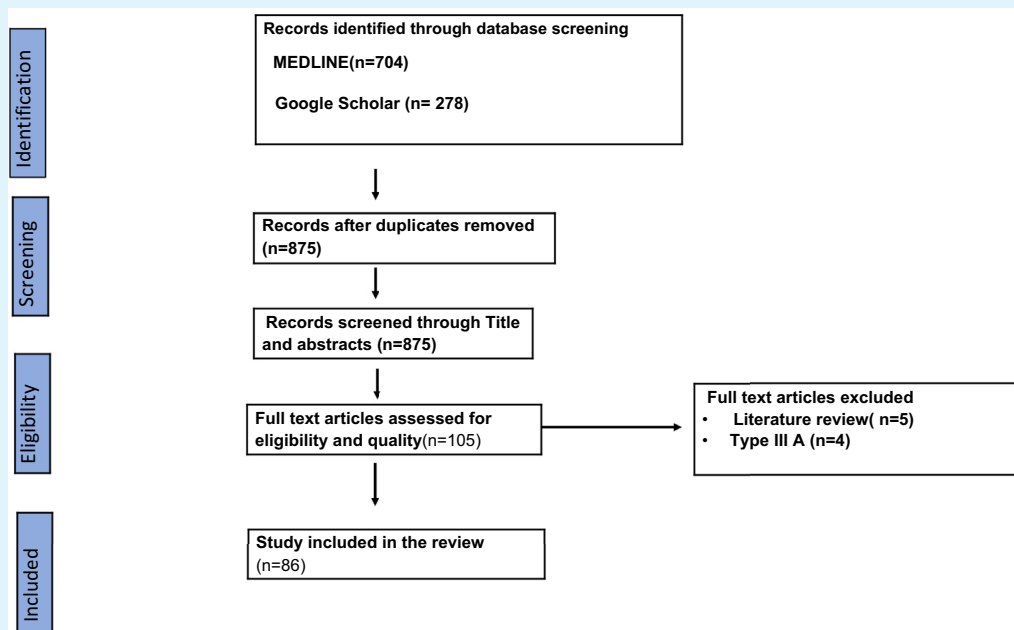 Identification
Records identified through database screening
MEDLINE(n=704)
Google Scholar (n= 278)
Screening
Records after duplicates removed
(n=875)
Records screened through Title
and abstracts (n=875)
Eligibility
Full text articles assessed for
eligibility and quality(n=105)
Full text articles excluded
• Literature review( n=5)
• Type III A (n=4)
Included
Study included in the review
(n=86)